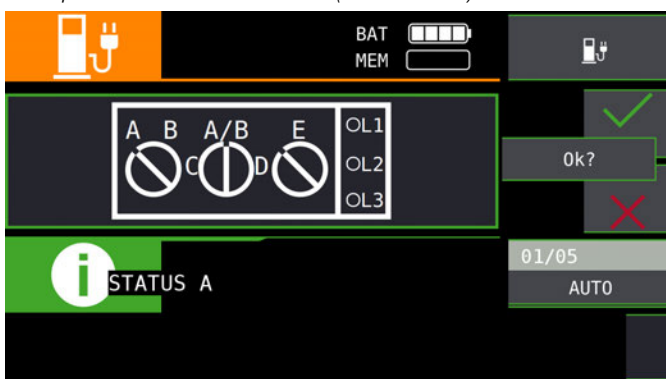 BAT
MEM
A B A/B E OL1
C D OL2
OL3
Ok?
i
STATUS A
01/05
AUTO